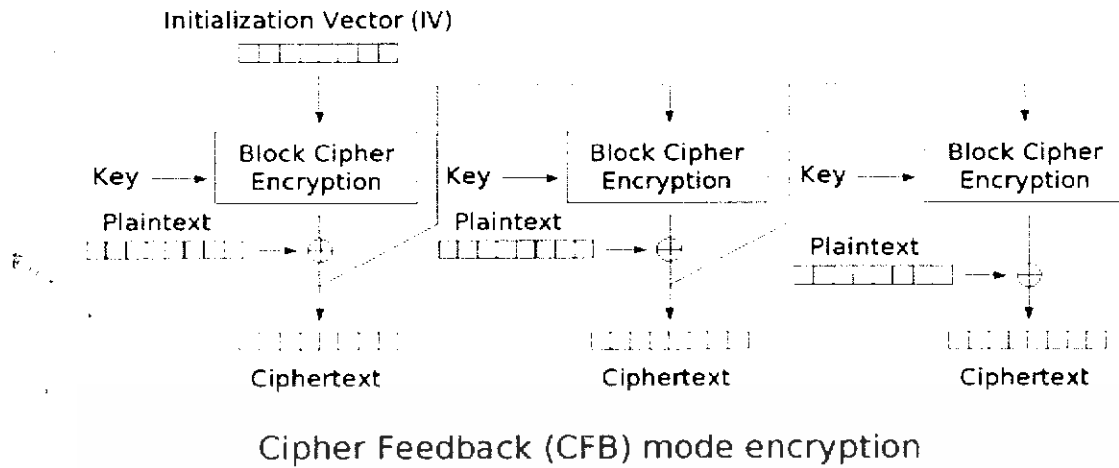 Initialization Vector (IV)
Block Cipher
Encryption
Key
Plaintext
Ciphertext
Block Cipher
Encryption
Key
Plaintext
Ciphertext
Block Cipher
Encryption
Key
Plaintext
Ciphertext
Cipher Feedback (CFB) mode encryption